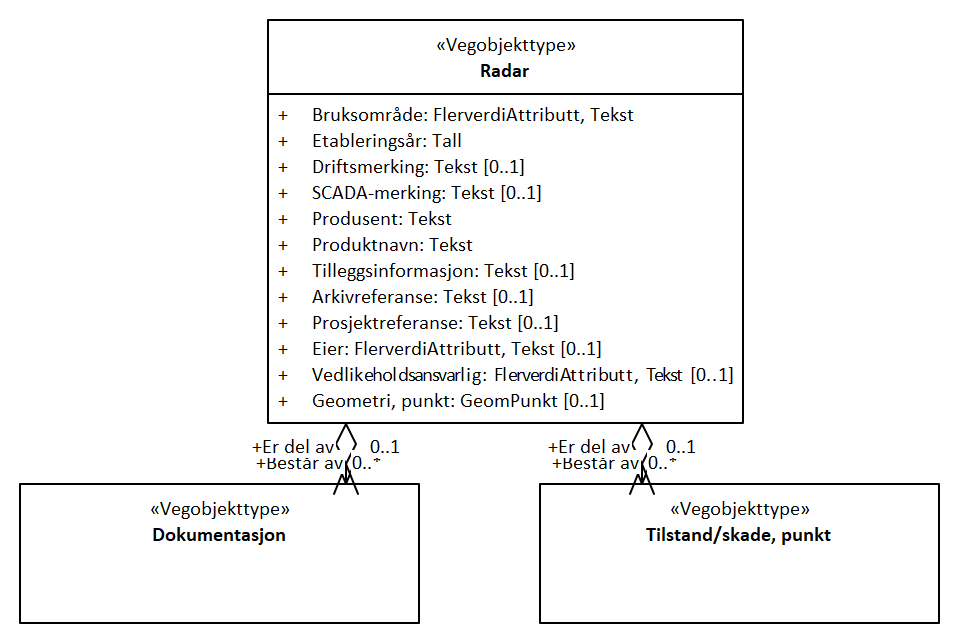 «Vegobjekttype»
Radar
+ Bruksområde: FlerverdiAttributt, Tekst
+ Etableringsår: Tall
+ Driftsmerking: Tekst [0..1]
+ SCADA-merking: Tekst [0..1]
+ Produsent: Tekst
+ Produktnavn: Tekst
+ Tilleggsinformasjon: Tekst [0..1]
+ Arkivreferanse: Tekst [0..1]
+ Prosjektreferanse: Tekst [0..1]
+ Eier: FlerverdiAttributt, Tekst [0..1]
+ Vedlikeholdsansvarlig: FlerverdiAttributt, Tekst [0..1]
+ Geometri, punkt: GeomPunkt [0..1]
+Er del av 0..1
+Består av 0..*
+Er del av 0..1
+Består av 0..*
«Vegobjekttype»
Dokumentasjon
«Vegobjekttype»
Tilstand/skade, punkt